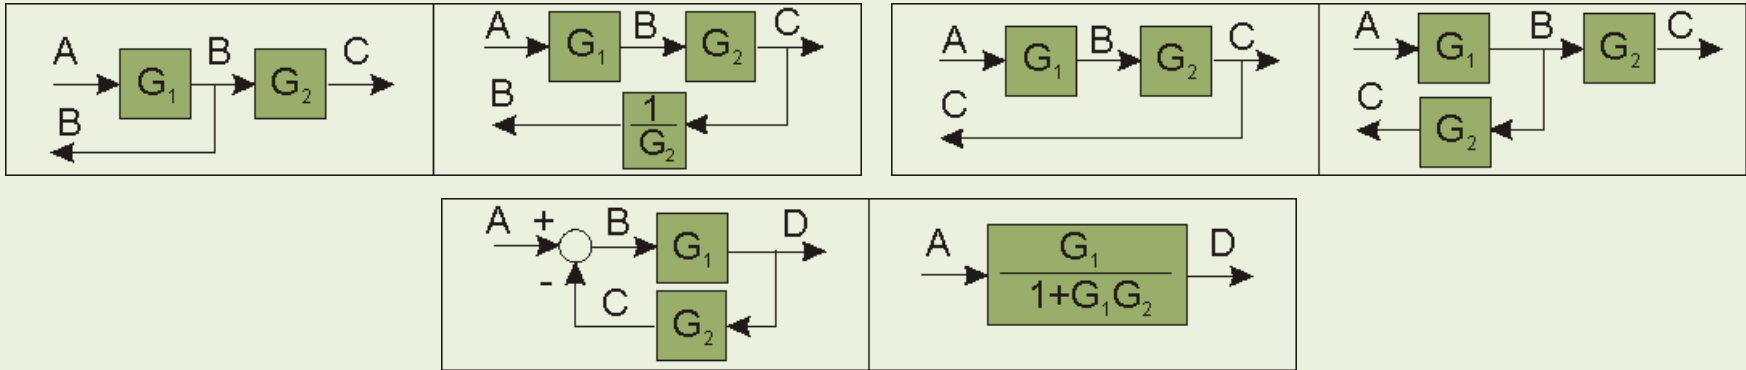 A G₁ B G₂ C
B
A G₁ B G₂ C
B 1/G₂
A G₁ B G₂ C
C
A G₁ B G₂ C
C G₂
A + B G₁ D
- C G₂
A G₁ D
1+G₁G₂